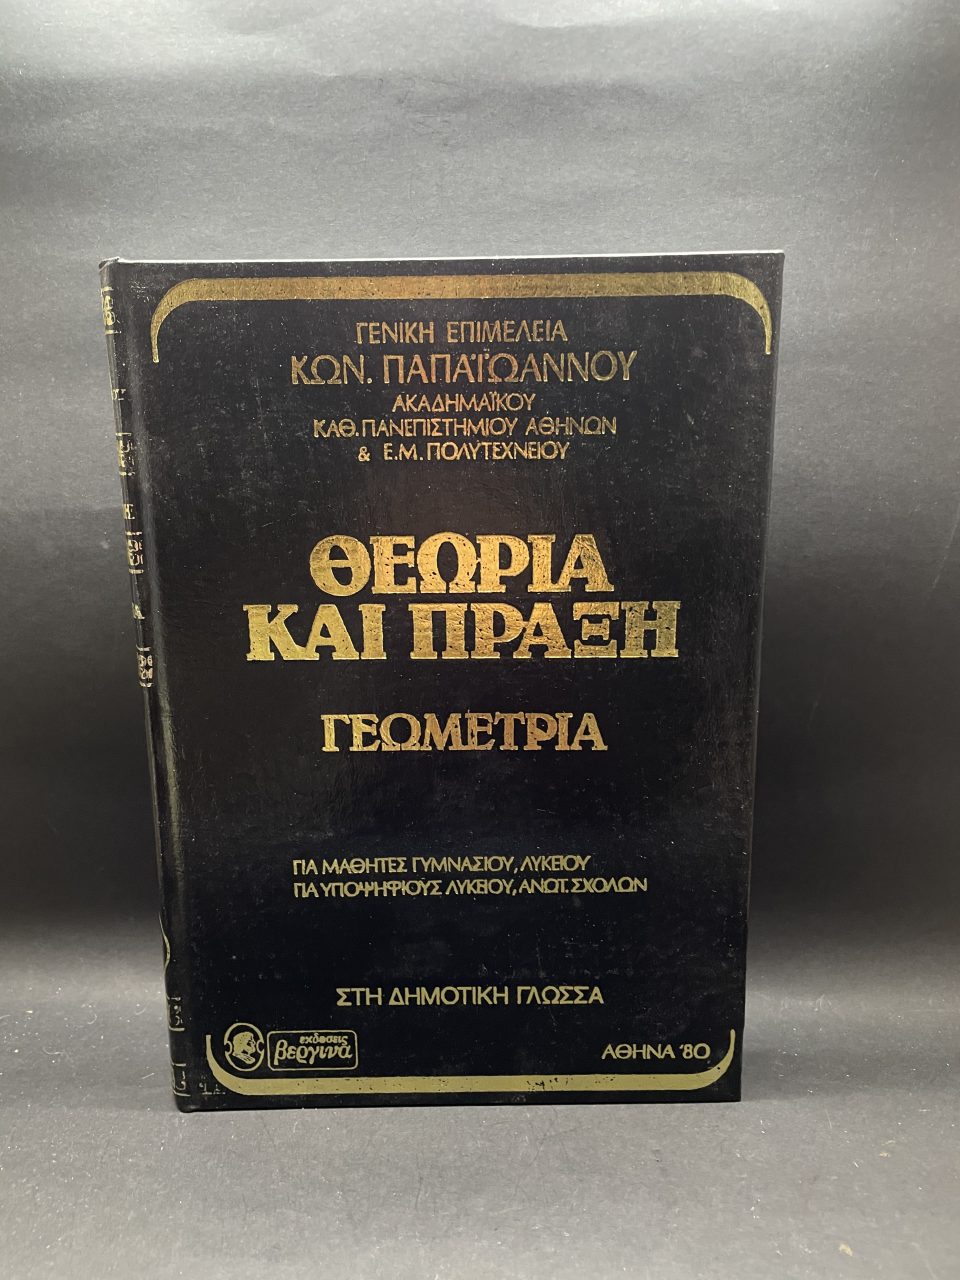 ΓΕΝΙΚΗ ΕΠΙΜΕΛΕΙΑ
ΚΩΝ. ΠΑΠΑΪΩΑΝΝΟΥ
ΑΚΑΔΗΜΑΪΚΟΥ
ΚΑΘ. ΠΑΝΕΠΙΣΤΗΜΙΟΥ ΑΘΗΝΩΝ
& Ε.Μ. ΠΟΛΥΤΕΧΝΕΙΟΥ
ΘΕΩΡΙΑ
ΚΑΙ ΠΡΑΞΗ
ΓΕΩΜΕΤΡΙΑ
ΓΙΑ ΜΑΘΗΤΕΣ ΓΥΜΝΑΣΙΟΥ, ΛΥΚΕΙΟΥ
ΓΙΑ ΥΠΟΨΗΦΙΟΥΣ ΛΥΚΕΙΟΥ, ΑΝΩΤ. ΣΧΟΛΩΝ
ΣΤΗ ΔΗΜΟΤΙΚΗ ΓΛΩΣΣΑ
εκδοσεις
βεργινα
ΑΘΗΝΑ '80